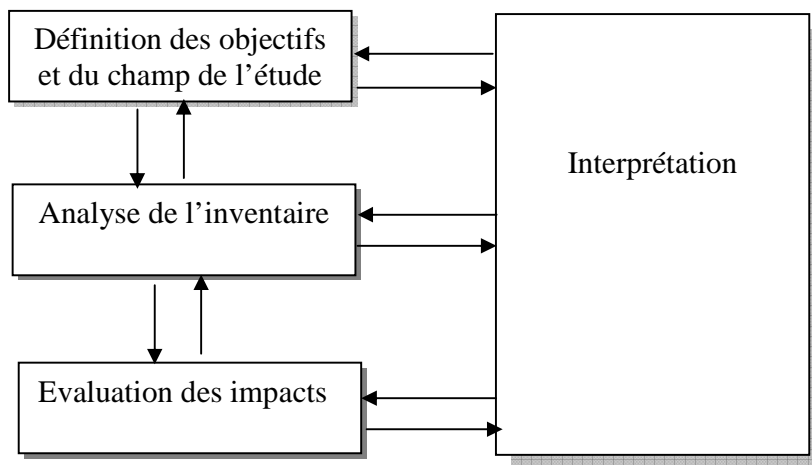 Définition des objectifs
et du champ de l’étude
Interprétation
Analyse de l’inventaire
Evaluation des impacts